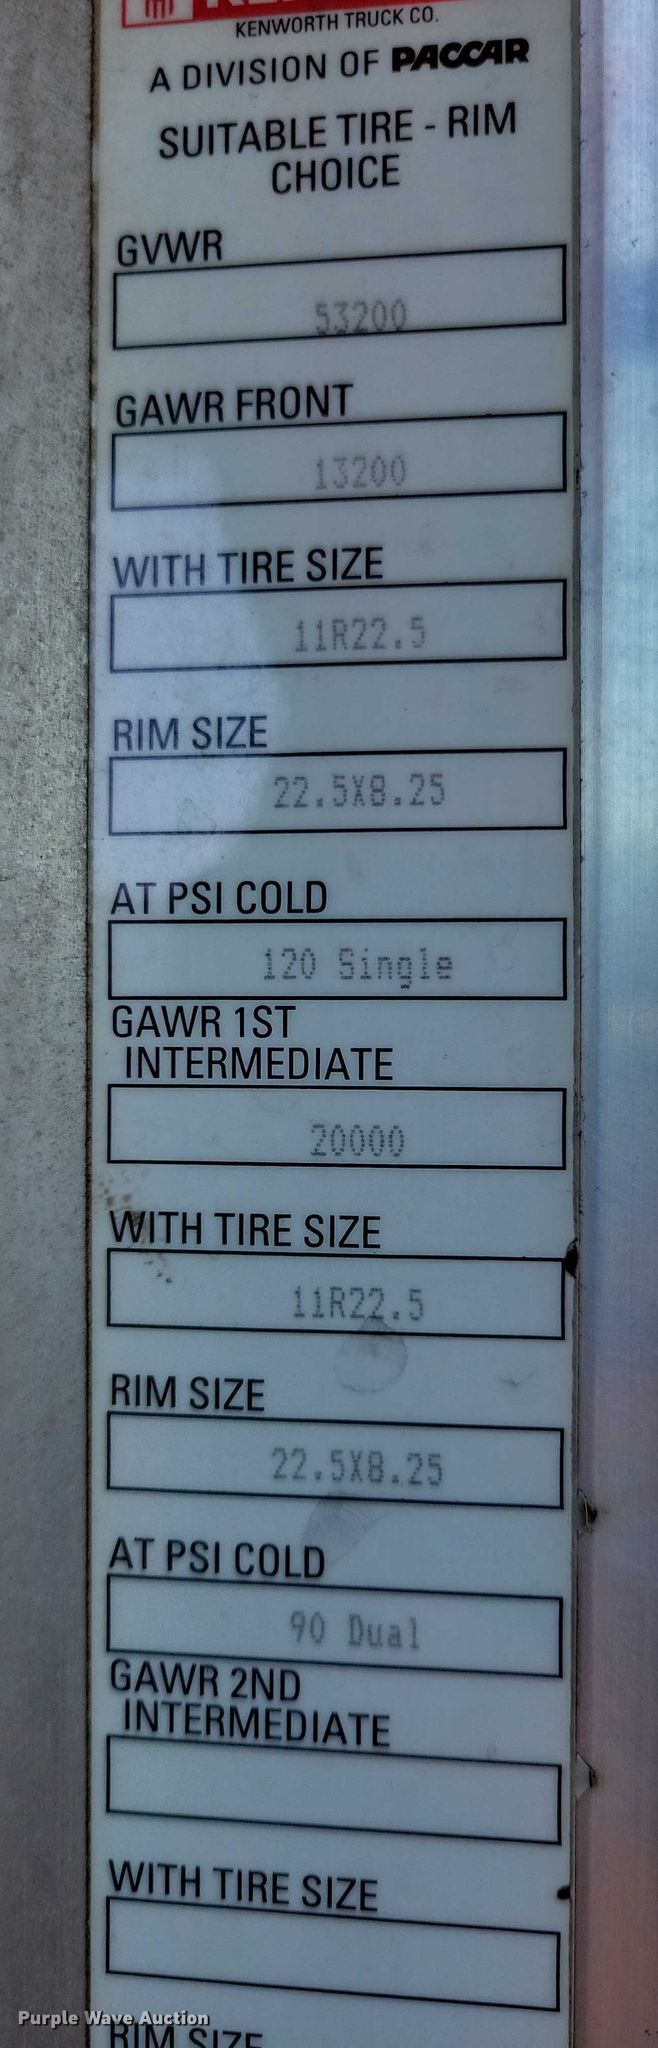 KENWORTH TRUCK CO.
A DIVISION OF PACCAR
SUITABLE TIRE - RIM
CHOICE
GVWR
53200
GAWR FRONT
13200
WITH TIRE SIZE
11R22.5
RIM SIZE
22.5X8.25
AT PSI COLD
120 Single
GAWR 1ST
INTERMEDIATE
20000
WITH TIRE SIZE
11R22.5
RIM SIZE
22.5X8.25
AT PSI COLD
90 Dual
GAWR 2ND
INTERMEDIATE
WITH TIRE SIZE
Purple Wave Auction
RIM SIZE